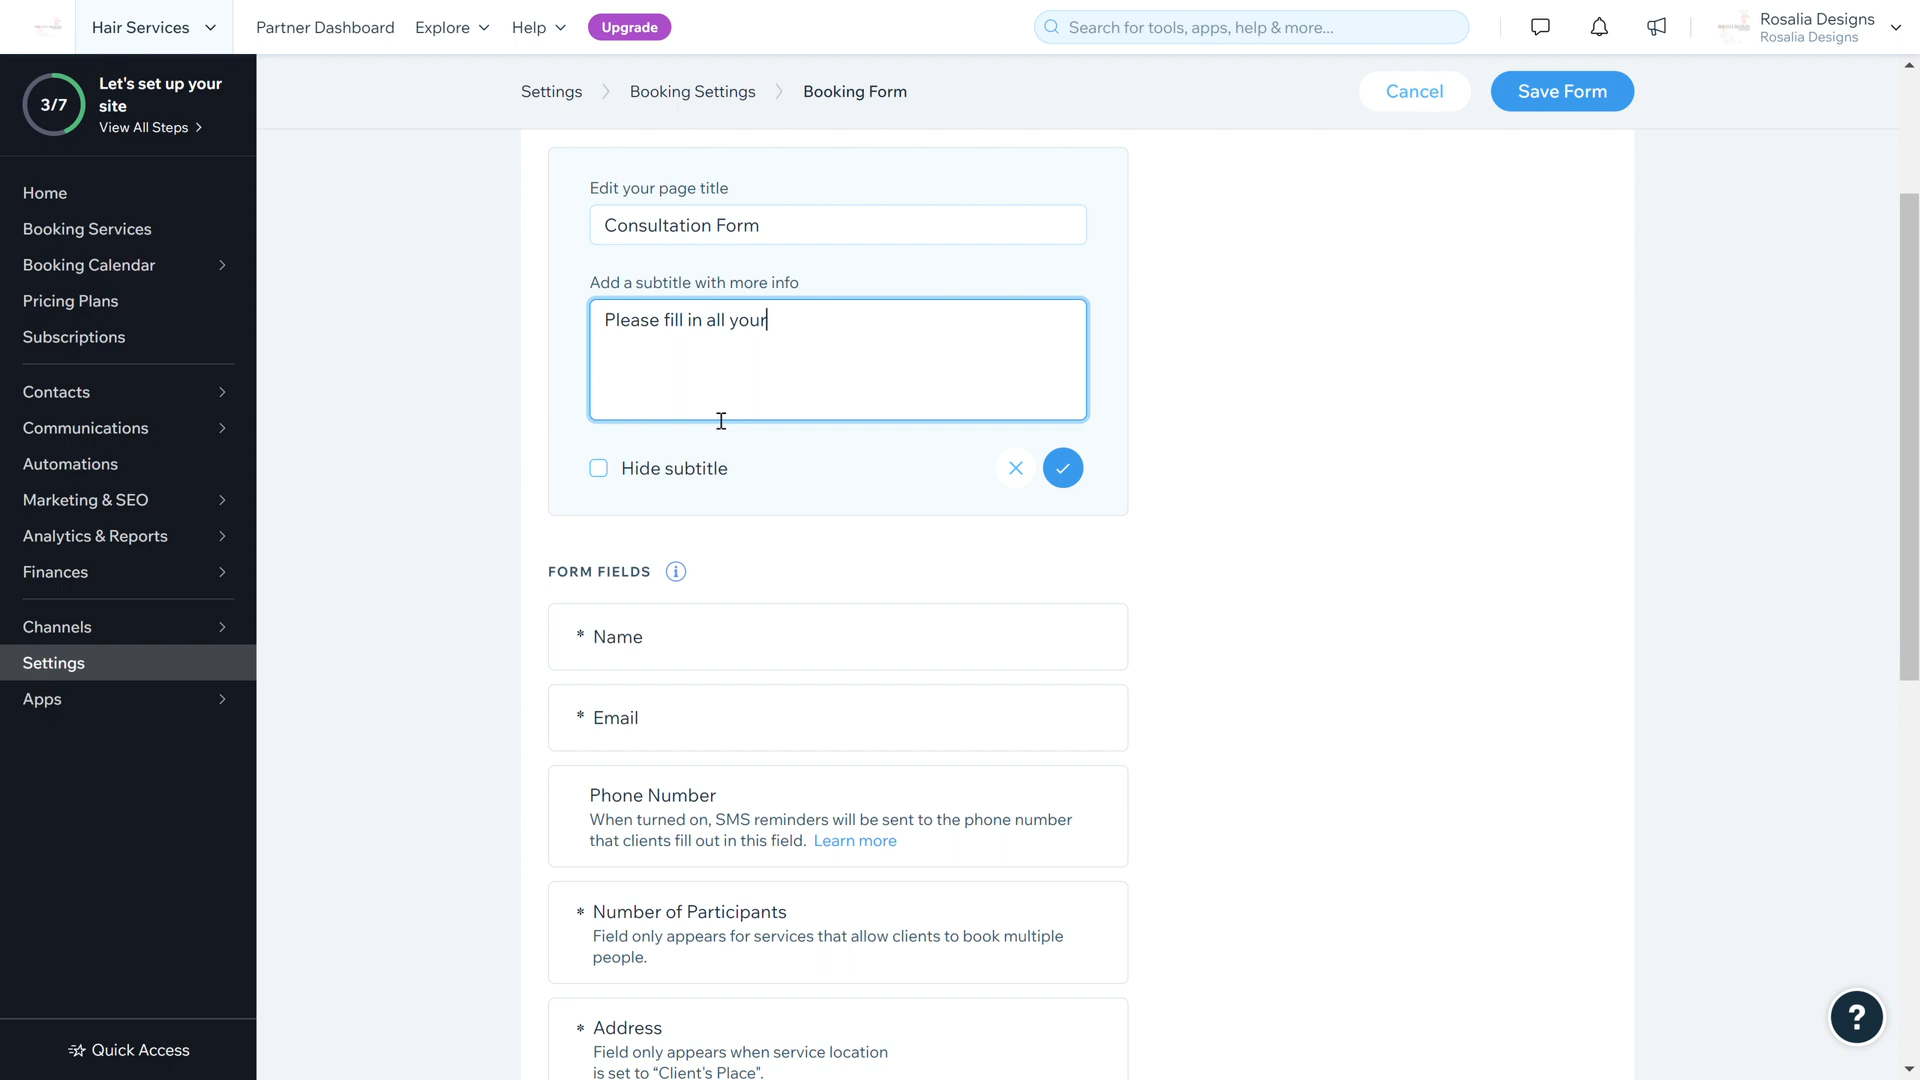 Hair Services
Partner Dashboard
Explore
Help
Upgrade
Search for tools, apps, help & more...
Rosalia Designs
Rosalia Designs
3/7
Let's set up your
site
View All Steps
Home
Booking Services
Booking Calendar
Pricing Plans
Subscriptions
Contacts
Communications
Automations
Marketing & SEO
Analytics & Reports
Finances
Channels
Settings
Apps
Quick Access
Settings
Booking Settings
Booking Form
Cancel
Save Form
Edit your page title
Consultation Form
Add a subtitle with more info
Please fill in all your
Hide subtitle
FORM FIELDS
* Name
* Email
Phone Number
When turned on, SMS reminders will be sent to the phone number
that clients fill out in this field. Learn more
* Number of Participants
Field only appears for services that allow clients to book multiple
people.
* Address
Field only appears when service location
is set to “Client's Place”.
?